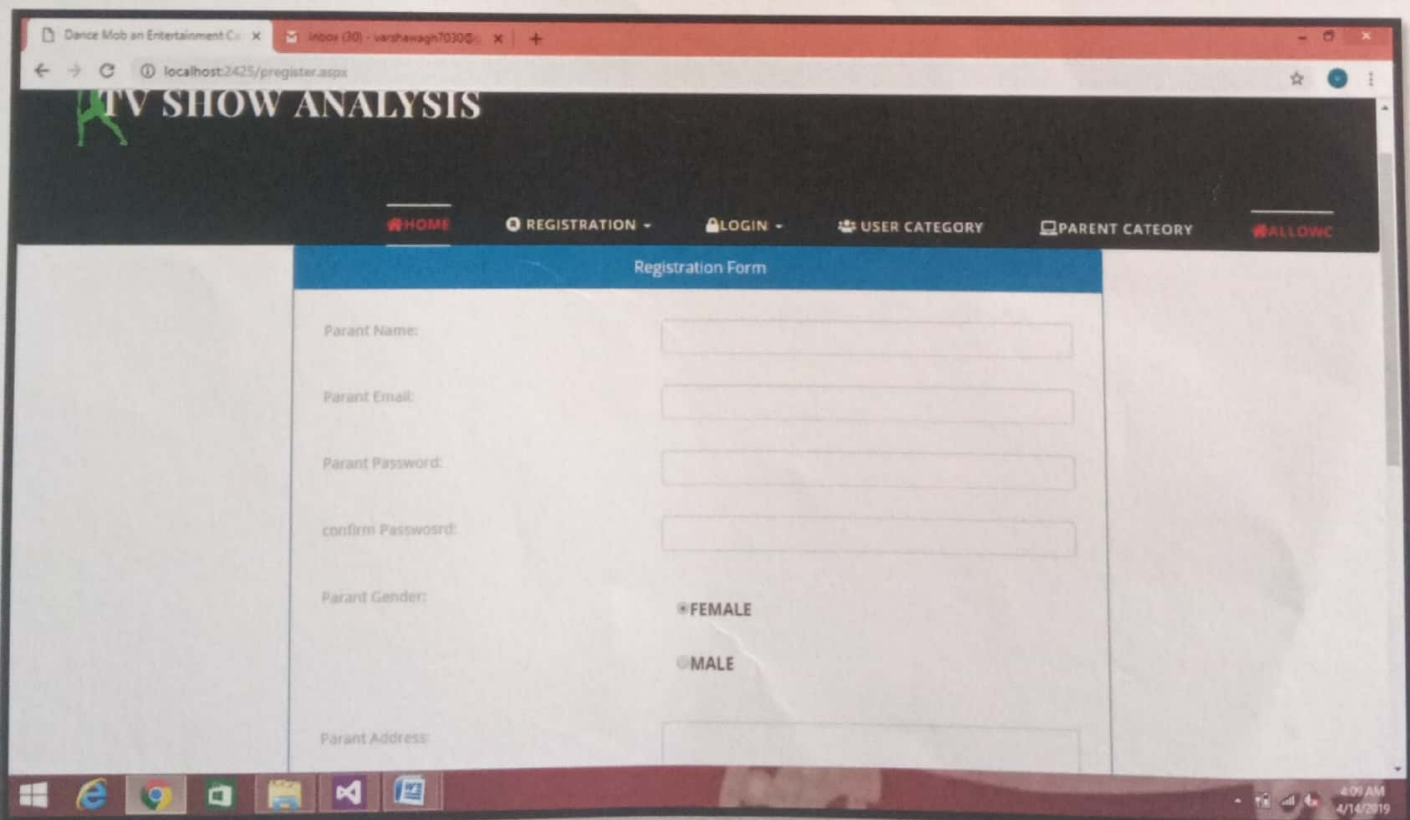 Dance Mob an Entertainment C
Inbox (30) - varshawagh7030@
localhost:2425/pregister.aspx
TV SHOW ANALYSIS
HOME REGISTRATION LOGIN USER CATEGORY PARENT CATEORY ALLOWC
Registration Form
Parant Name:
Parant Email:
Parant Password:
confirm Passwosrd:
Parant Gender:
FEMALE
MALE
Parant Address:
4:09 AM
4/14/2019